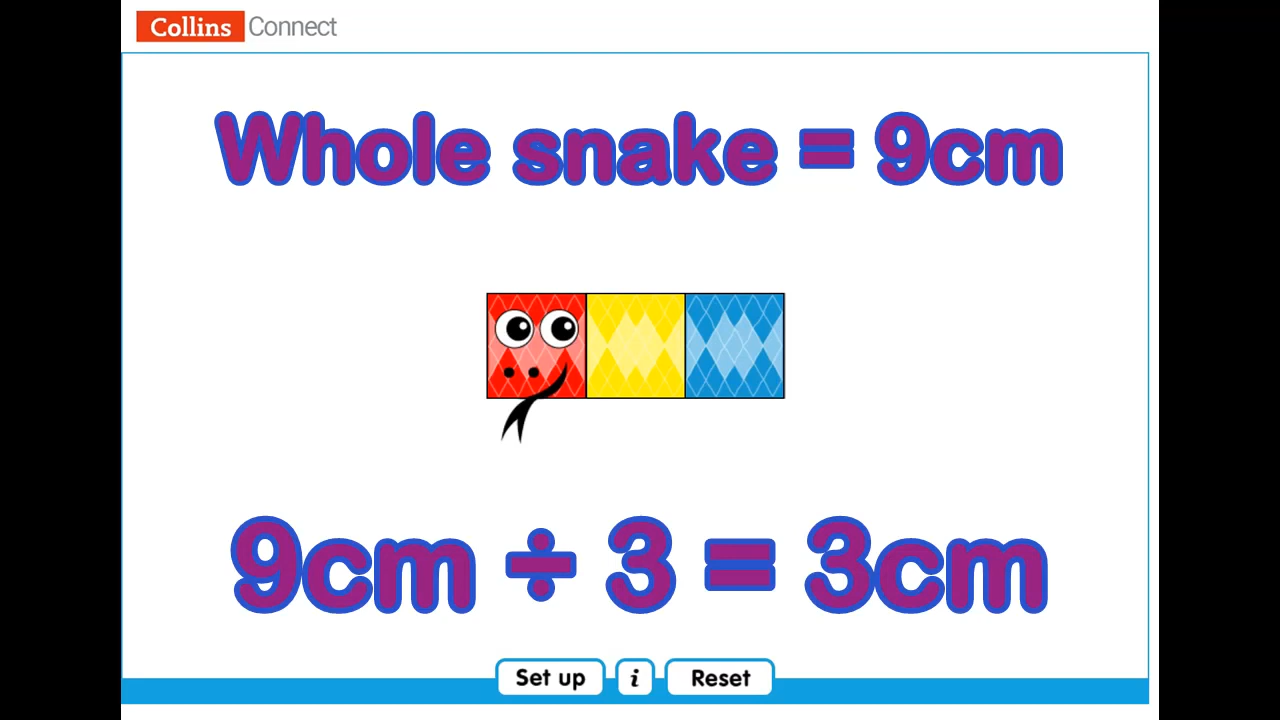 Collins Connect
Whole snake = 9cm
9cm ÷ 3 = 3cm
Set up i Reset